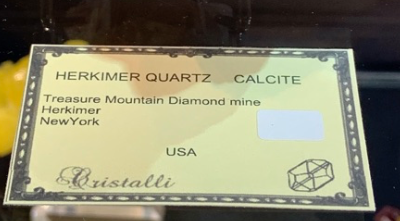 HERKIMER QUARTZ CALCITE
Treasure Mountain Diamond mine
Herkimer
NewYork
USA
Cristalli